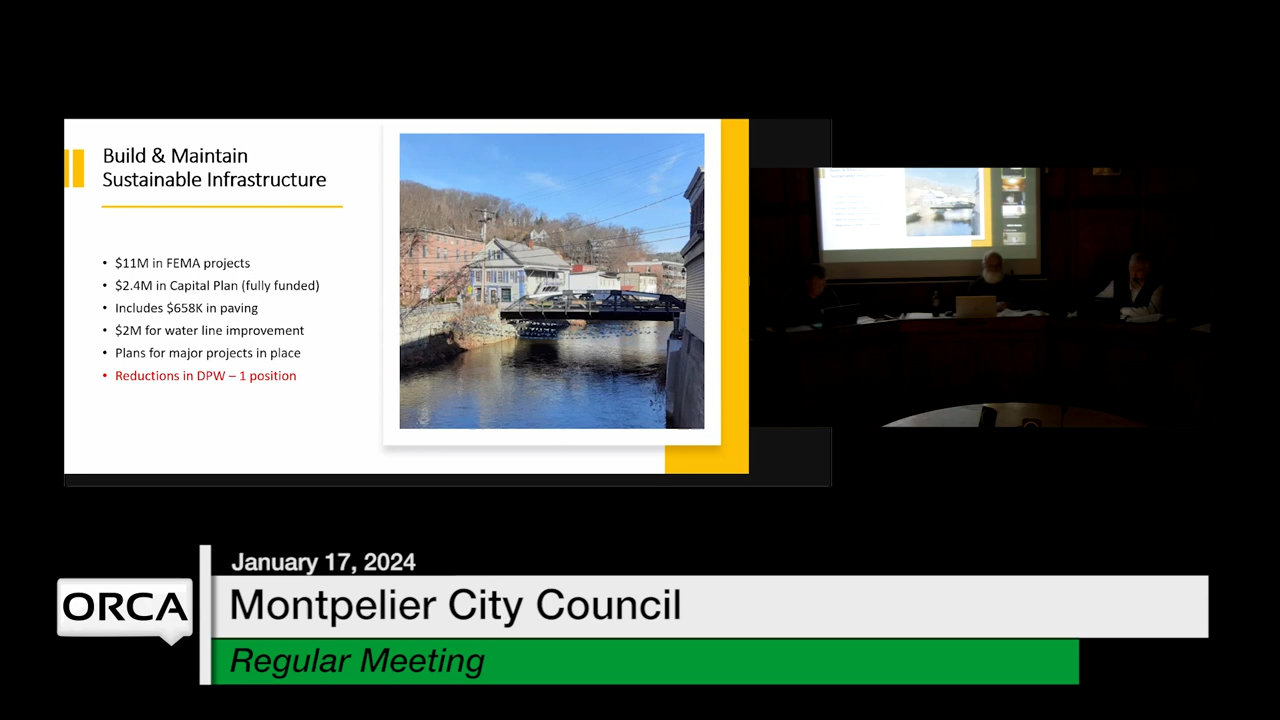 Build & Maintain
Sustainable Infrastructure
• $11M in FEMA projects
• $2.4M in Capital Plan (fully funded)
• Includes $658K in paving
• $2M for water line improvement
• Plans for major projects in place
• Reductions in DPW – 1 position
January 17, 2024
ORCA
Montpelier City Council
Regular Meeting